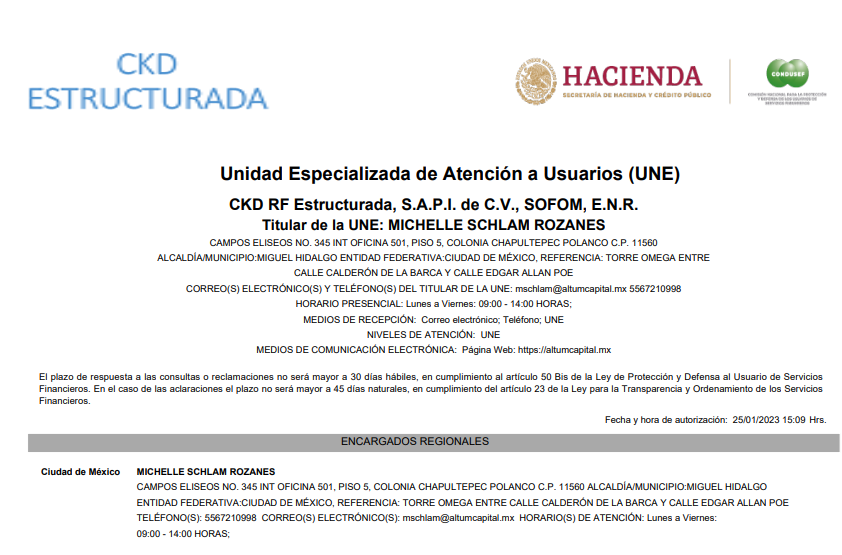 CKD
ESTRUCTURADA
HACIENDA
SECRETARÍA DE HACIENDA Y CRÉDITO PÚBLICO
CONDUSEF
COMISIÓN NACIONAL PARA LA PROTECCIÓN
Y DEFENSA DE LOS USUARIOS DE
SERVICIOS FINANCIEROS
Unidad Especializada de Atención a Usuarios (UNE)
CKD RF Estructurada, S.A.P.I. de C.V., SOFOM, E.N.R.
Titular de la UNE: MICHELLE SCHLAM ROZANES
CAMPOS ELISEOS NO. 345 INT OFICINA 501, PISO 5, COLONIA CHAPULTEPEC POLANCO C.P. 11560
ALCALDÍA/MUNICIPIO:MIGUEL HIDALGO ENTIDAD FEDERATIVA:CIUDAD DE MÉXICO, REFERENCIA: TORRE OMEGA ENTRE
CALLE CALDERÓN DE LA BARCA Y CALLE EDGAR ALLAN POE
CORREO(S) ELECTRÓNICO(S) Y TELÉFONO(S) DEL TITULAR DE LA UNE: mschlam@altumcapital.mx 5567210998
HORARIO PRESENCIAL: Lunes a Viernes: 09:00 - 14:00 HORAS;
MEDIOS DE RECEPCIÓN: Correo electrónico; Teléfono; UNE
NIVELES DE ATENCIÓN: UNE
MEDIOS DE COMUNICACIÓN ELECTRÓNICA: Página Web: https://altumcapital.mx
El plazo de respuesta a las consultas o reclamaciones no será mayor a 30 días hábiles, en cumplimiento al artículo 50 Bis de la Ley de Protección y Defensa al Usuario de Servicios
Financieros. En el caso de las aclaraciones el plazo no será mayor a 45 días naturales, en cumplimiento del artículo 23 de la Ley para la Transparencia y Ordenamiento de los Servicios
Financieros.
Fecha y hora de autorización: 25/01/2023 15:09 Hrs.
ENCARGADOS REGIONALES
Ciudad de México MICHELLE SCHLAM ROZANES
CAMPOS ELISEOS NO. 345 INT OFICINA 501, PISO 5, COLONIA CHAPULTEPEC POLANCO C.P. 11560 ALCALDÍA/MUNICIPIO:MIGUEL HIDALGO
ENTIDAD FEDERATIVA:CIUDAD DE MÉXICO, REFERENCIA: TORRE OMEGA ENTRE CALLE CALDERÓN DE LA BARCA Y CALLE EDGAR ALLAN POE
TELÉFONO(S): 5567210998 CORREO(S) ELECTRÓNICO(S): mschlam@altumcapital.mx HORARIO(S) DE ATENCIÓN: Lunes a Viernes:
09:00 - 14:00 HORAS;